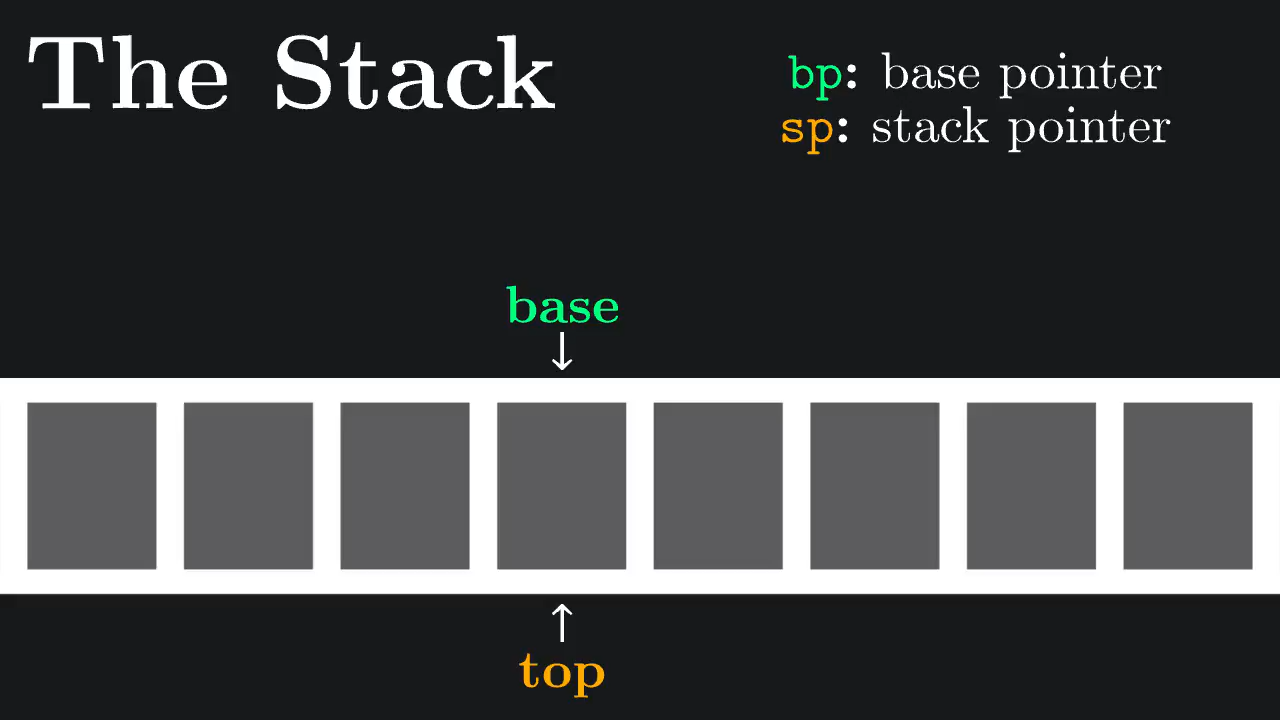 The Stack
bp: base pointer
sp: stack pointer
base
top